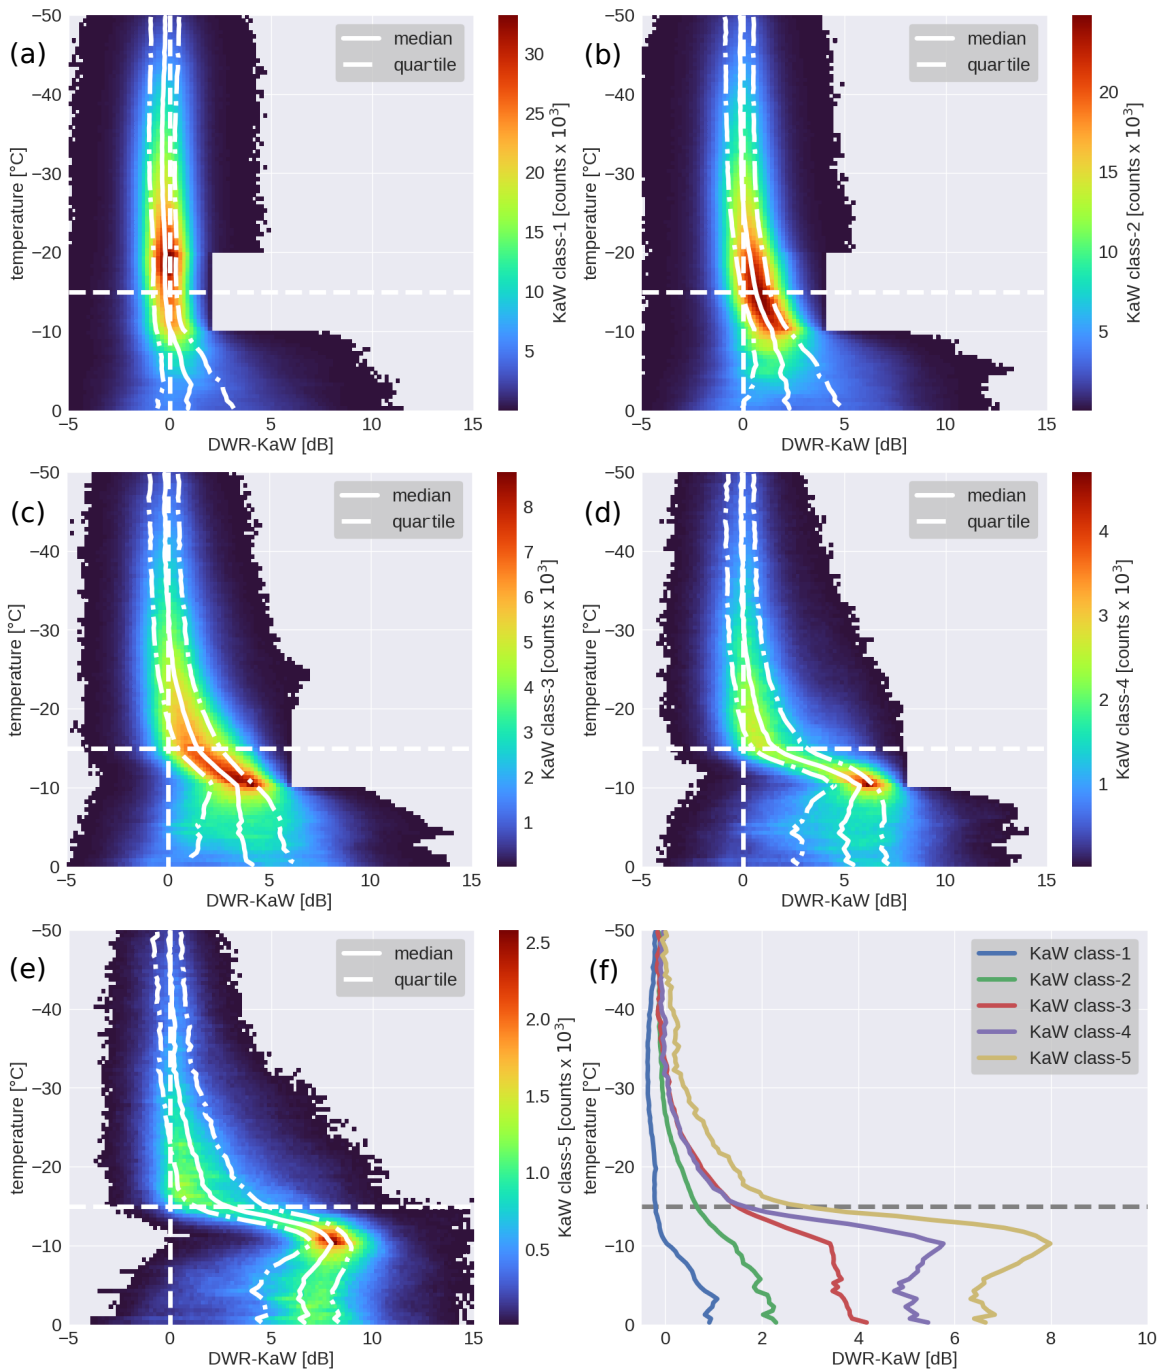 (a)
−50
−40
−30
−20
−10
0
temperature [°C]
−5 0 5 10 15
DWR-KaW [dB]
median
quartile
30
25
20
15
10
5
KaW class-1 [counts x 10³]
(b)
−50
−40
−30
−20
−10
0
temperature [°C]
−5 0 5 10 15
DWR-KaW [dB]
median
quartile
20
15
10
5
KaW class-2 [counts x 10³]
(c)
−50
−40
−30
−20
−10
0
temperature [°C]
−5 0 5 10 15
DWR-KaW [dB]
median
quartile
8
7
6
5
4
3
2
1
KaW class-3 [counts x 10³]
(d)
−50
−40
−30
−20
−10
0
temperature [°C]
−5 0 5 10 15
DWR-KaW [dB]
median
quartile
4
3
2
1
KaW class-4 [counts x 10³]
(e)
−50
−40
−30
−20
−10
0
temperature [°C]
−5 0 5 10 15
DWR-KaW [dB]
median
quartile
2.5
2.0
1.5
1.0
0.5
KaW class-5 [counts x 10³]
(f)
−50
−40
−30
−20
−10
0
temperature [°C]
0 2 4 6 8 10
DWR-KaW [dB]
KaW class-1
KaW class-2
KaW class-3
KaW class-4
KaW class-5